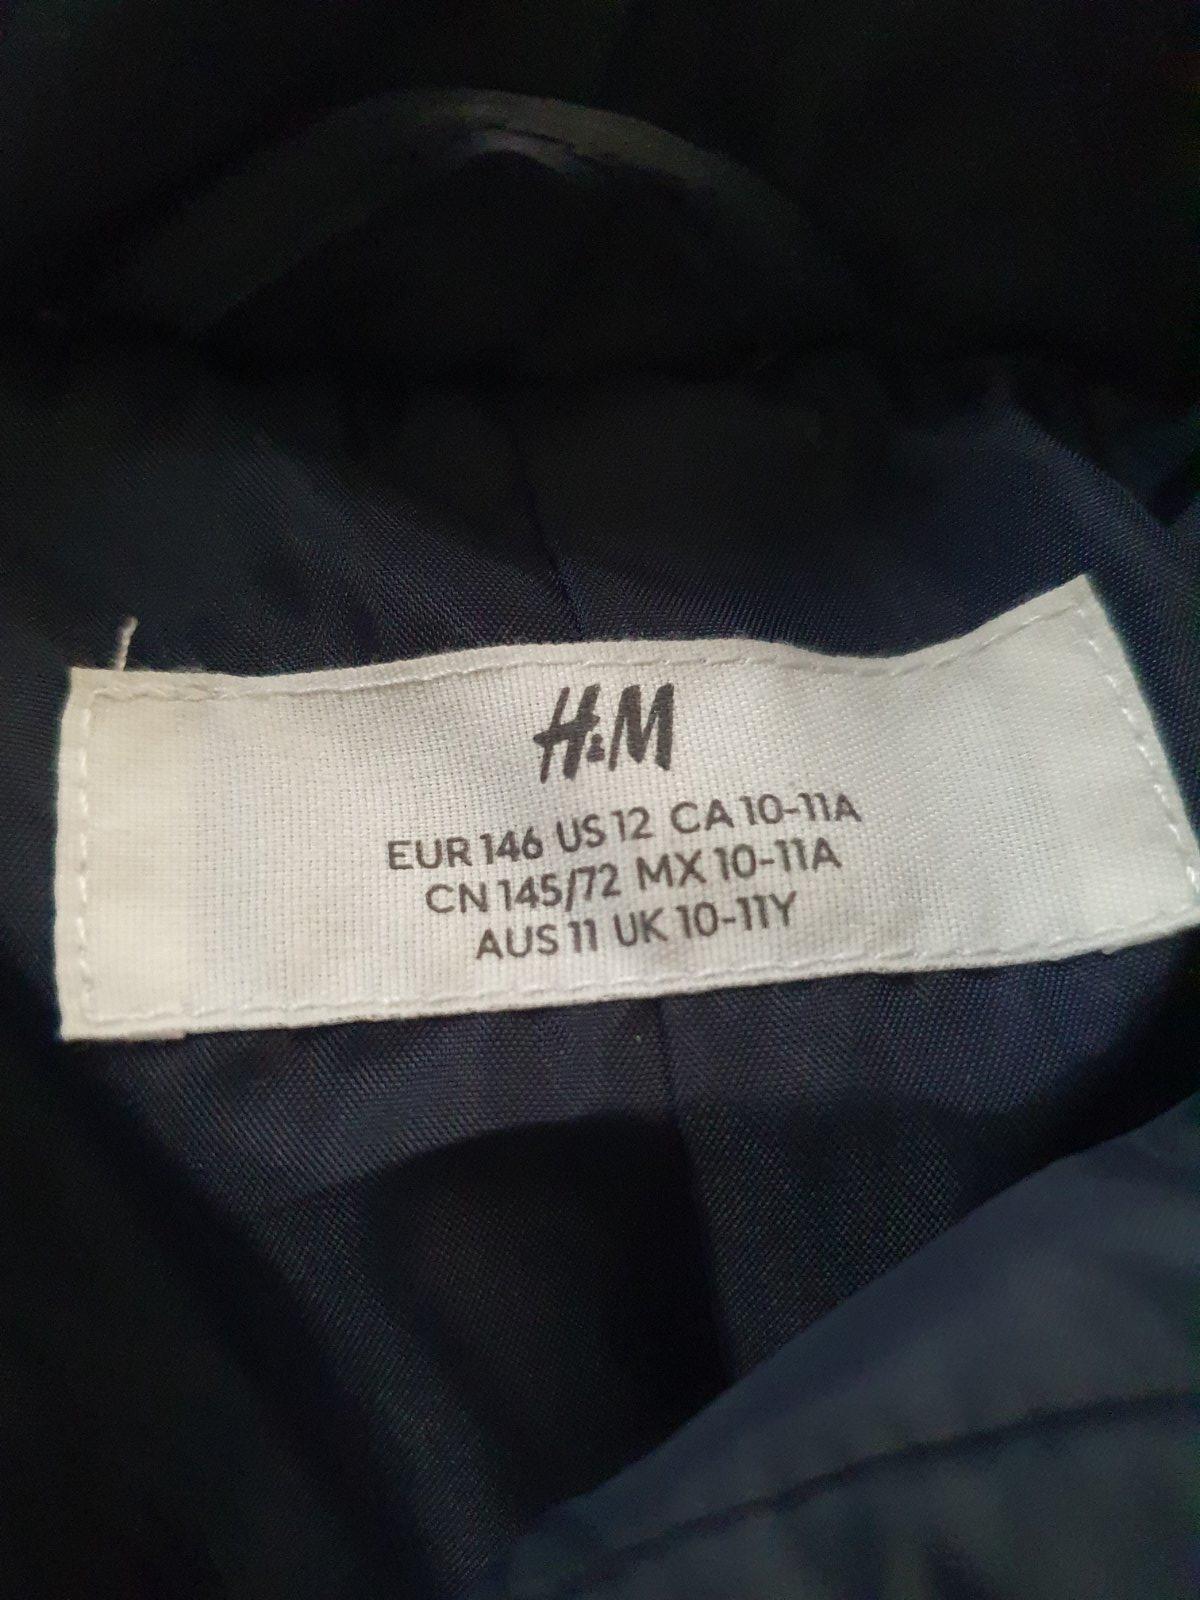 H&M
EUR 146 US 12 CA 10-11A
CN 145/72 MX 10-11A
AUS 11 UK 10-11Y